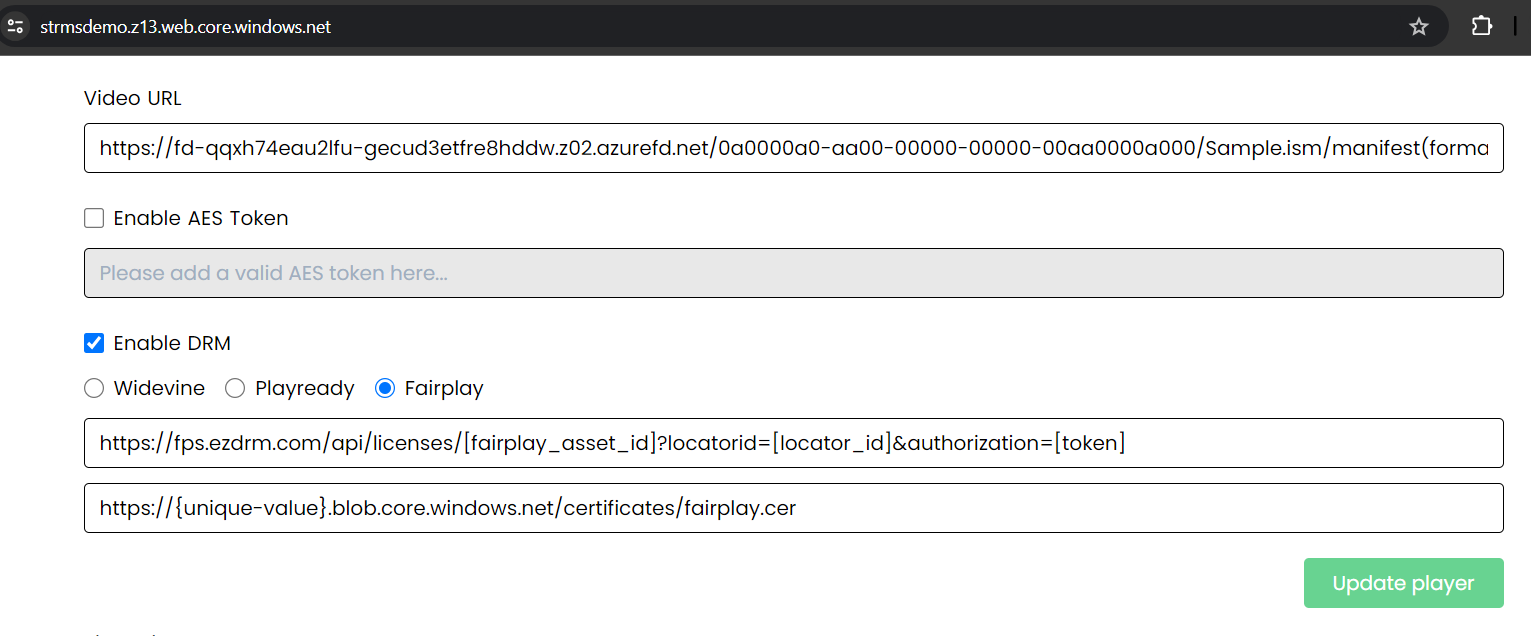 strmsdemo.z13.web.core.windows.net
Video URL
https://fd-qqxh74eau2lfu-gecud3etfre8hddw.z02.azurefd.net/0a0000a0-aa00-00000-00000-00aa0000a000/Sample.ism/manifest(forma
Enable AES Token
Please add a valid AES token here...
Enable DRM
Widevine Playready Fairplay
https://fps.ezdrm.com/api/licenses/[fairplay_asset_id]?locatorid=[locator_id]&authorization=[token]
https://{unique-value}.blob.core.windows.net/certificates/fairplay.cer
Update player